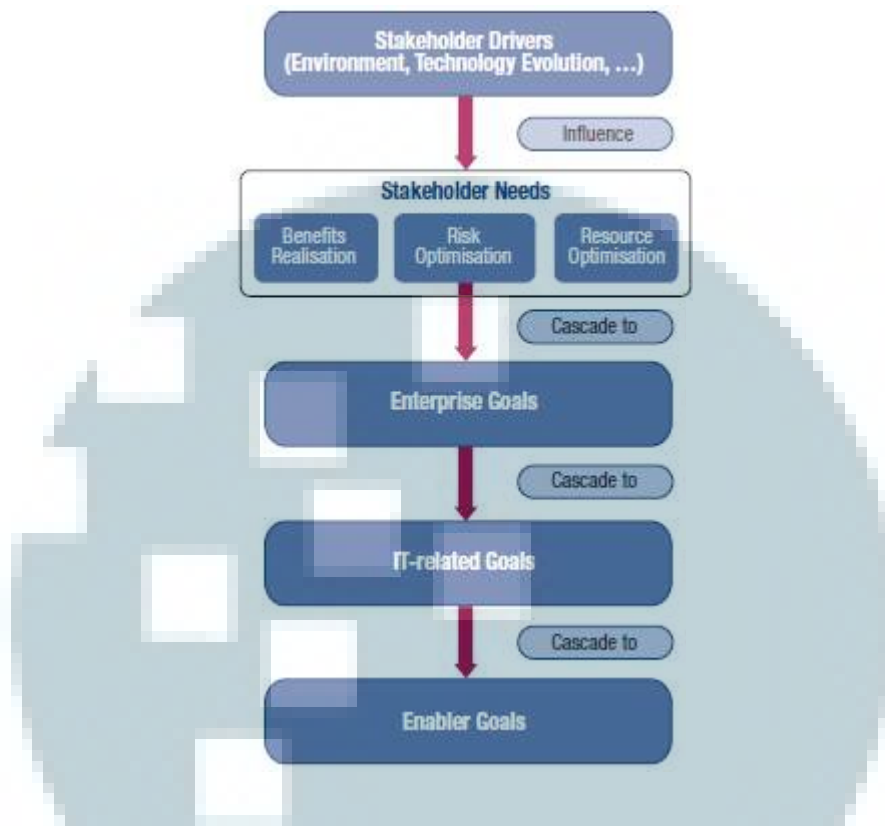 Stakeholder Drivers
(Environment, Technology Evolution, …)
Influence
Stakeholder Needs
Benefits
Realisation
Risk
Optimisation
Resource
Optimisation
Cascade to
Enterprise Goals
Cascade to
IT-related Goals
Cascade to
Enabler Goals